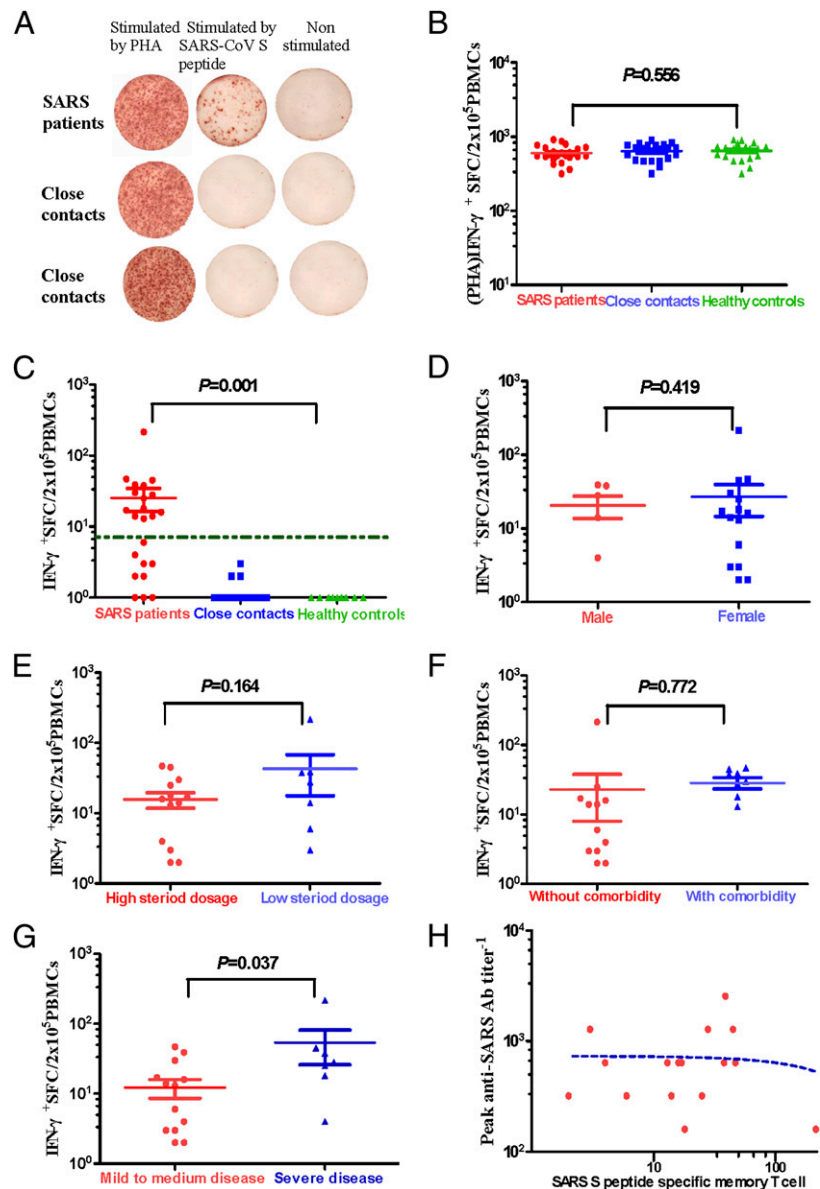 A
Stimulated by PHA
Stimulated by SARS-CoV S peptide
Non stimulated
SARS patients
Close contacts
Close contacts
B
(PHA)IFN-γ + SFC/2x10⁵PBMCs
10⁴
10³
10²
10¹
P=0.556
SARS patients Close contacts Healthy controls
C
IFN-γ +SFC/2x10⁵PBMCs
10³
10²
10¹
10⁰
P=0.001
SARS patients Close contacts Healthy controls
D
IFN-γ +SFC/2x10⁵PBMCs
10³
10²
10¹
10⁰
P=0.419
Male Female
E
IFN-γ +SFC/2x10⁵PBMCs
10³
10²
10¹
10⁰
P=0.164
High steriod dosage Low steriod dosage
F
IFN-γ +SFC/2x10⁵PBMCs
10³
10²
10¹
10⁰
P=0.772
Without comorbidity With comorbidity
G
IFN-γ +SFC/2x10⁵PBMCs
10³
10²
10¹
10⁰
P=0.037
Mild to medium disease Severe disease
H
Peak anti-SARS Ab titer⁻¹
10⁴
10³
10²
10 100
SARS S peptide specific memory T cell